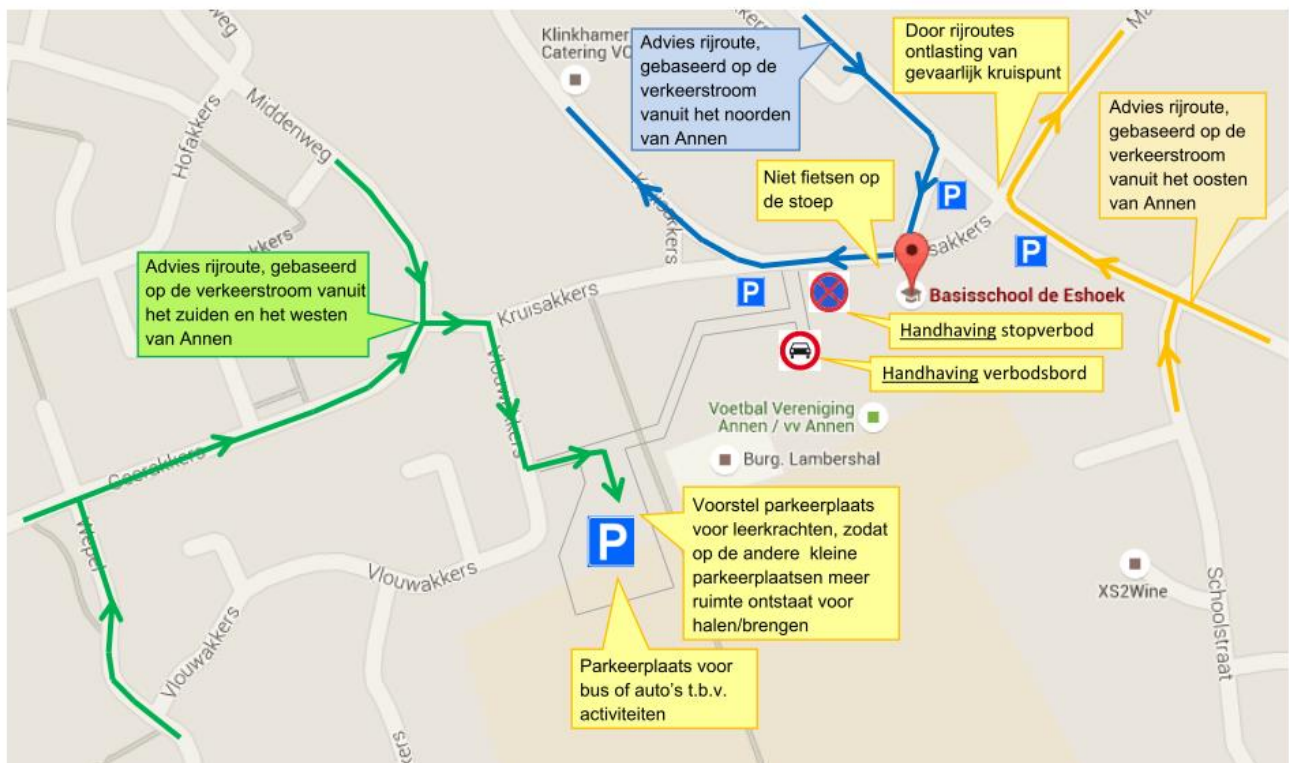 Klinkhamer
Catering VO
Advies rijroute,
gebaseerd op de
verkeerstroom
vanuit het noorden
van Annen
Door rijroutes
ontlasting van
gevaarlijk kruispunt
Advies rijroute,
gebaseerd op de
verkeerstroom
vanuit het oosten
van Annen
Niet fietsen op
de stoep
Middenweg
Hofakkers
Advies rijroute, gebaseerd
op de verkeerstroom vanuit
het zuiden en het westen
van Annen
P
P
P
Kruisakkers
Basisschool de Eshoek
Handhaving stopverbod
Handhaving verbodsbord
Vlouwakkers
Voetbal Vereniging
Annen / vv Annen
Burg. Lambershal
Wepel
P
Voorstel parkeerplaats
voor leerkrachten, zodat
op de andere kleine
parkeerplaatsen meer
ruimte ontstaat voor
halen/brengen
Vlouwakkers
Vlouwakkers
XS2Wine
Schoolstraat
Parkeerplaats voor
bus of auto's t.b.v.
activiteiten